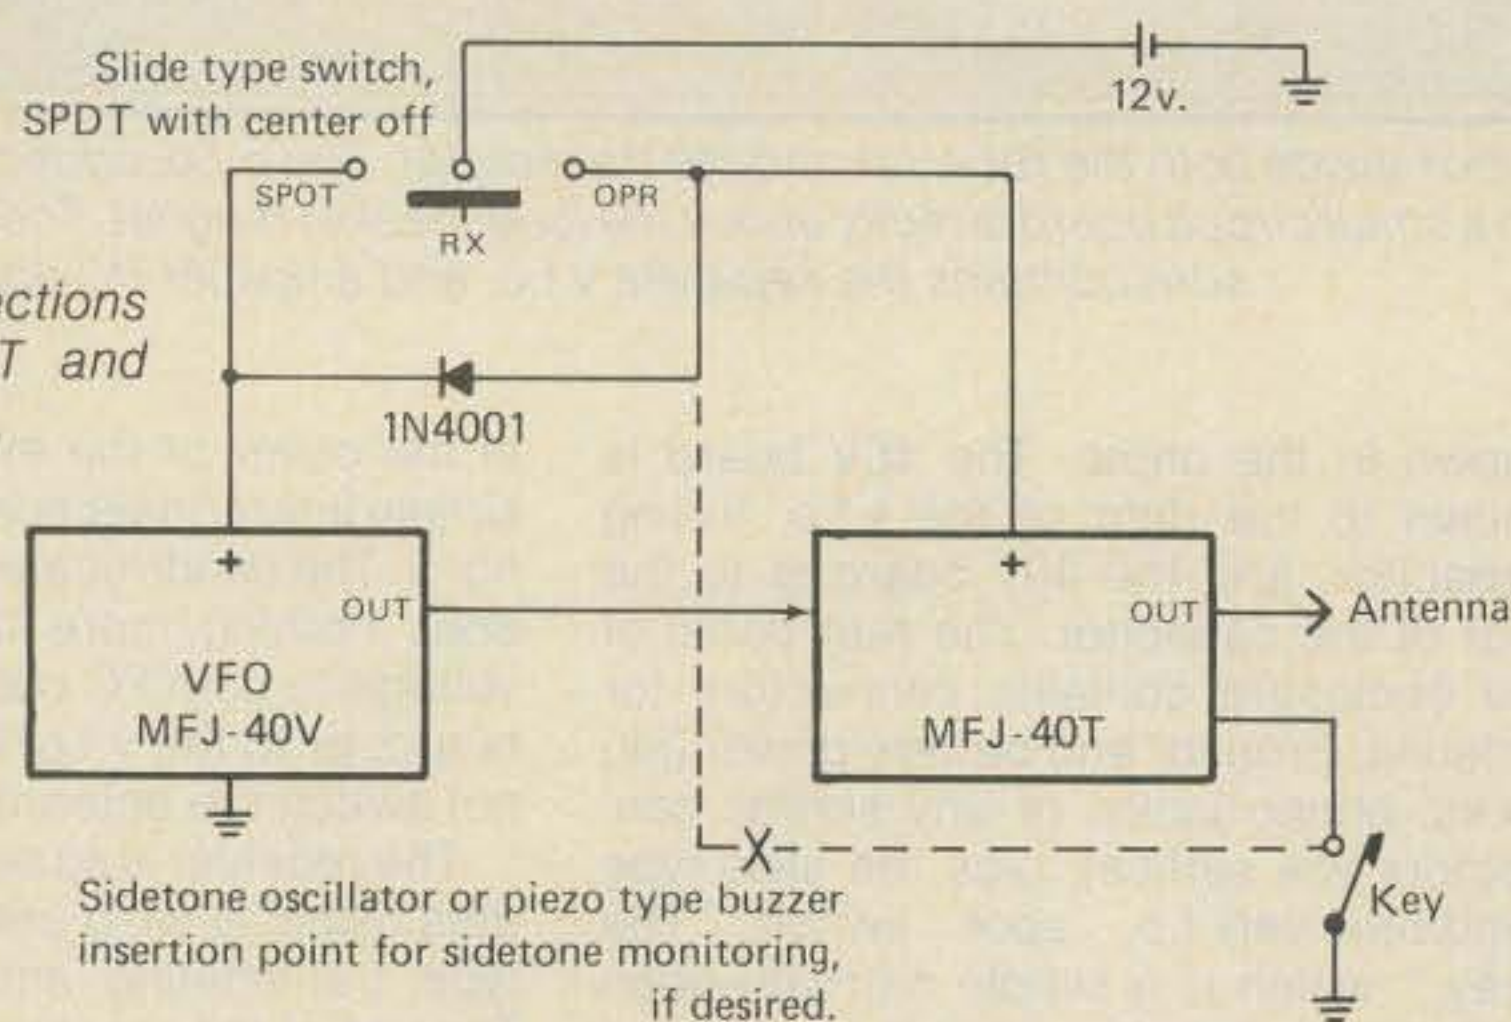 Slide type switch,
SPDT with center off
12v.
SPOT
OPR
RX
ections
T and
1N4001
+
OUT
VFO
MFJ-40V
+
OUT
Antenna
MFJ-40T
X
Key
Sidetone oscillator or piezo type buzzer
insertion point for sidetone monitoring,
if desired.